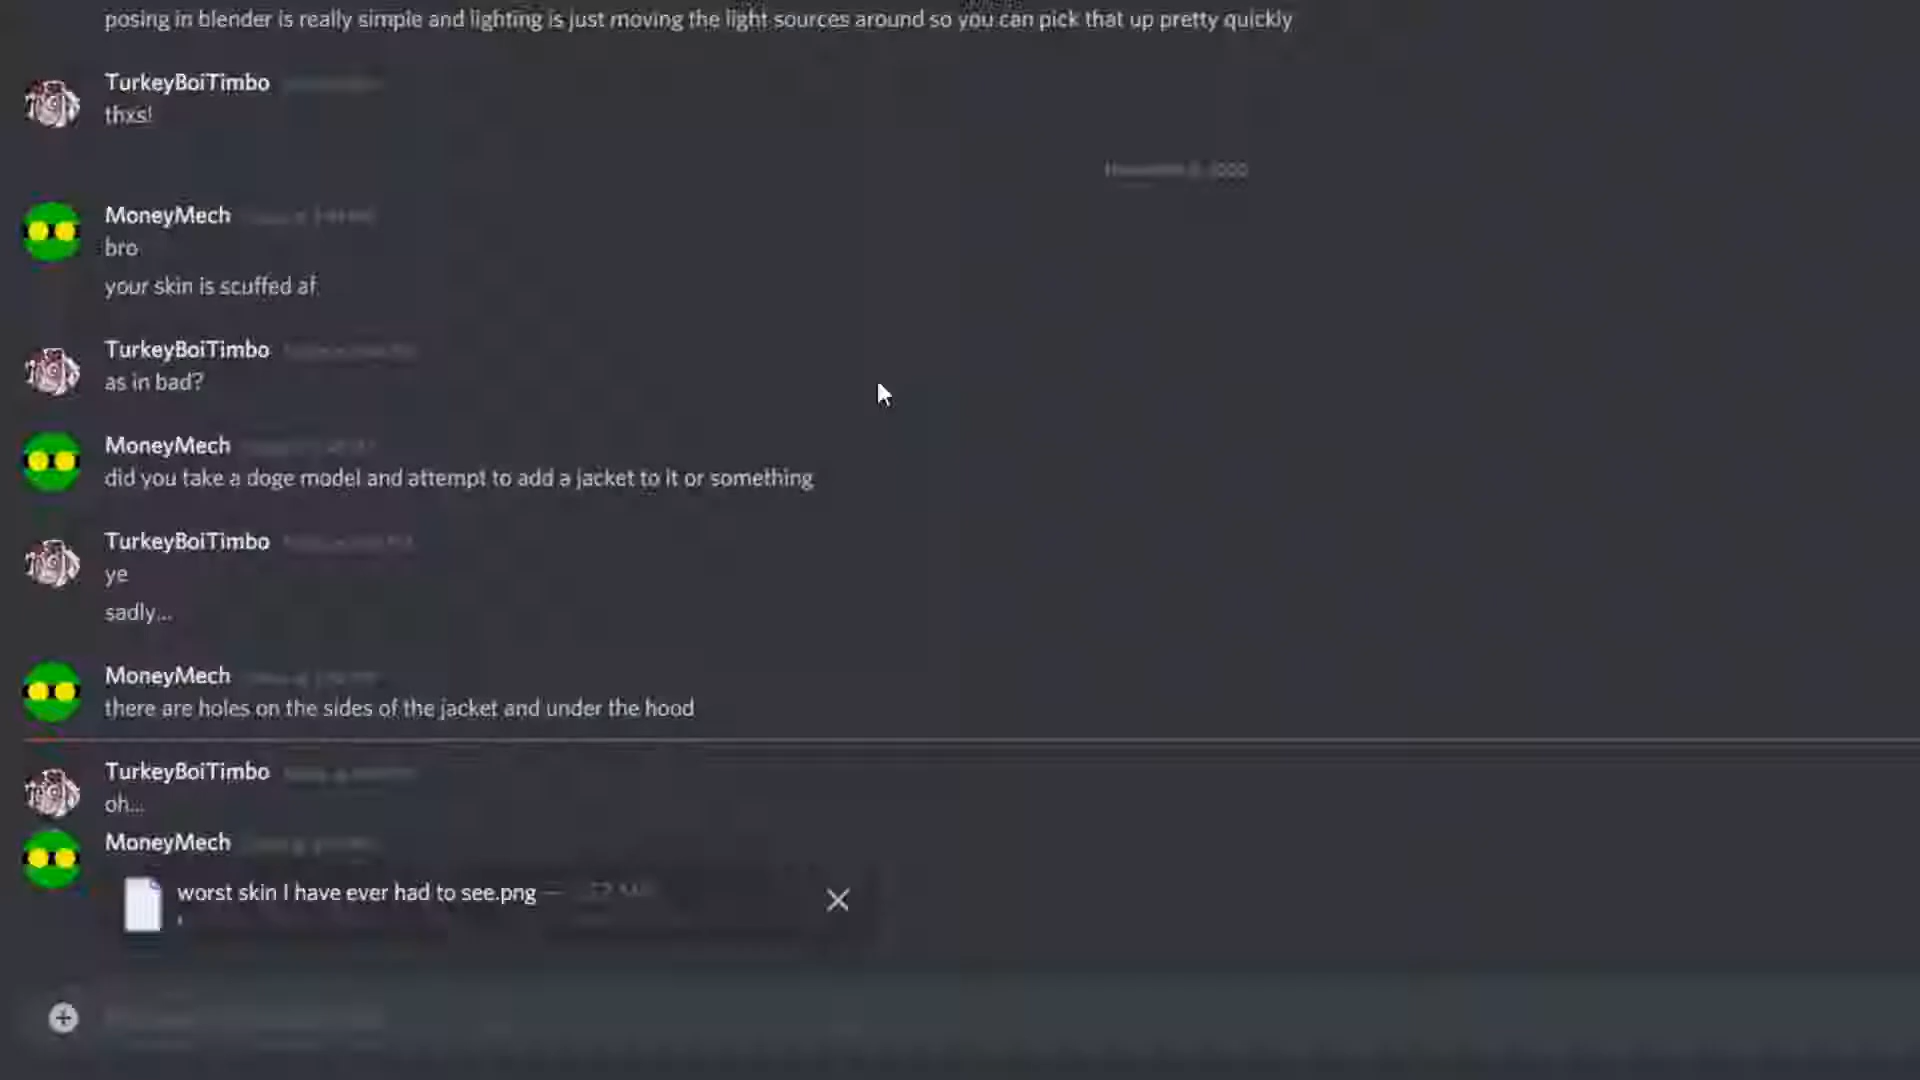 posing in blender is really simple and lighting is just moving the light sources around so you can pick that up pretty quickly
TurkeyBoiTimbo
thxs!
MoneyMech
bro
your skin is scuffed af
TurkeyBoiTimbo
as in bad?
MoneyMech
did you take a doge model and attempt to add a jacket to it or something
TurkeyBoiTimbo
ye
sadly...
MoneyMech
there are holes on the sides of the jacket and under the hood
TurkeyBoiTimbo
oh...
MoneyMech
worst skin I have ever had to see.png —